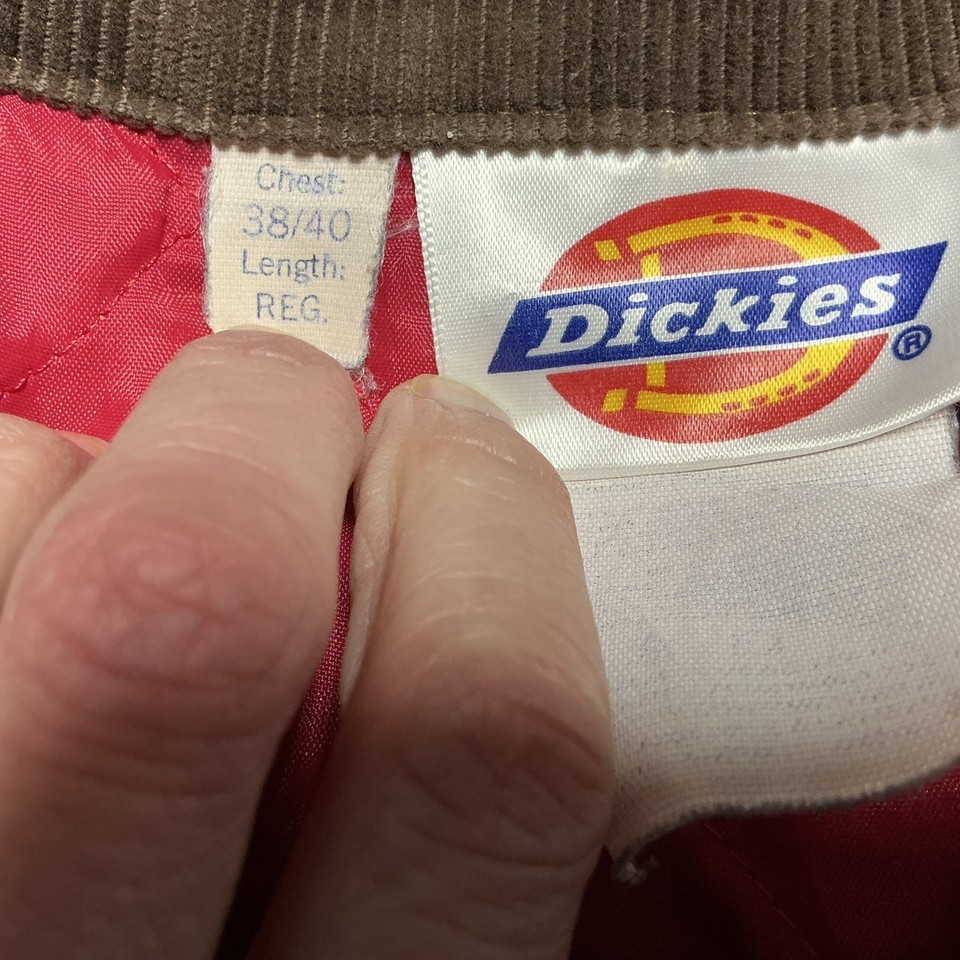 Chest:
38/40
Length:
REG.
Dickies
®